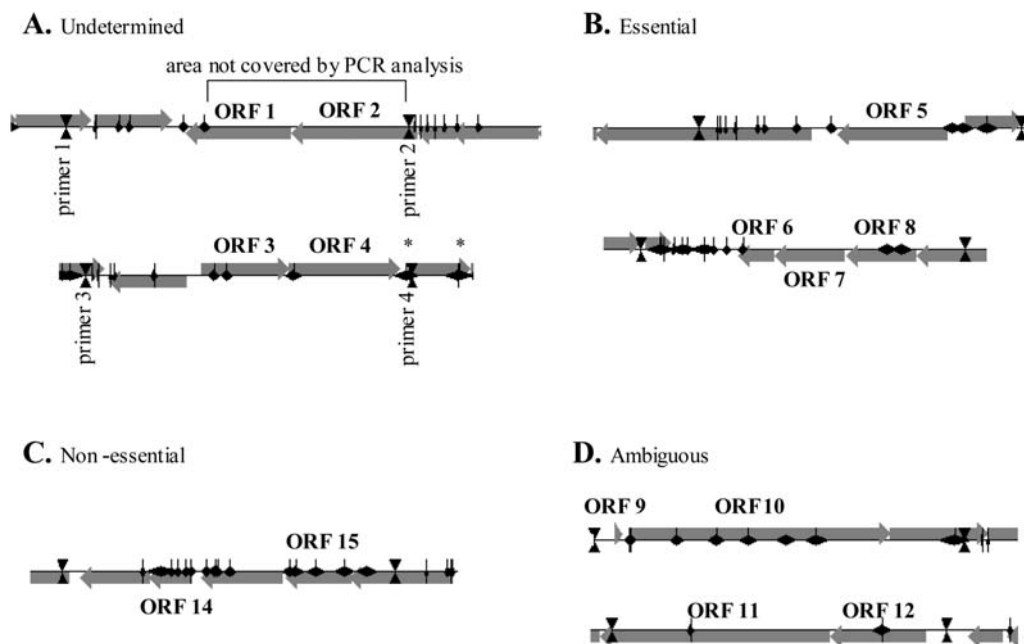 A. Undetermined
area not covered by PCR analysis
ORF 1 ORF 2
primer 1 primer 2
ORF 3 ORF 4 * *
primer 3 primer 4
B. Essential
ORF 5
ORF 6 ORF 8
ORF 7
C. Non -essential
ORF 15
ORF 14
D. Ambiguous
ORF 9 ORF10
ORF 11 ORF 12